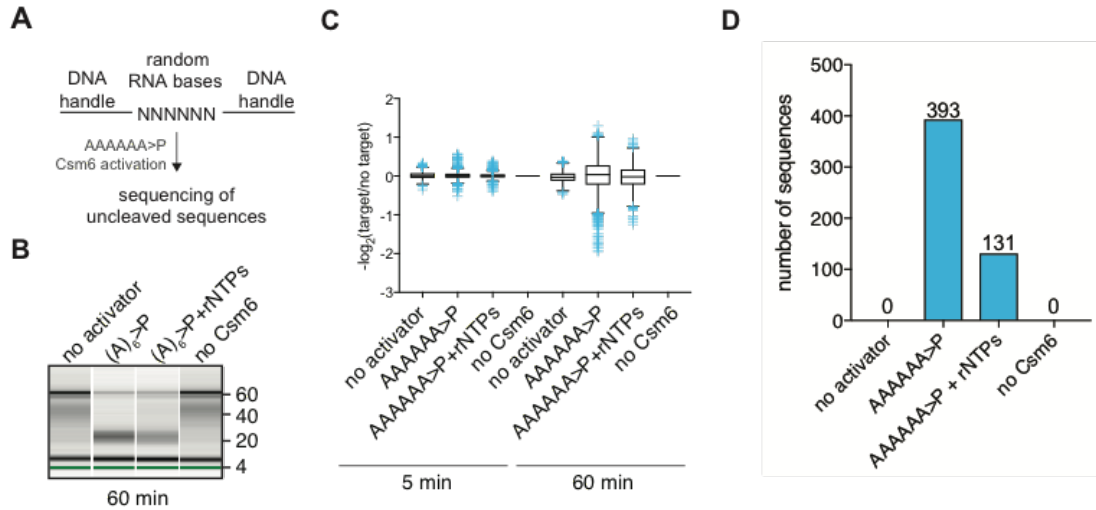 A
random
RNA bases
DNA
handle
DNA
handle
NNNNNN
AAAAAA>P
Csm6 activation
sequencing of
uncleaved sequences
B
no activator
(A)6>P
(A)6>P+rNTPs
no Csm6
60
40
20
4
60 min
C
-log2(target/no target)
2
1
0
-1
-2
-3
no activator
AAAAAA>P
AAAAAA>P+rNTPs
no Csm6
no activator
AAAAAA>P
AAAAAA>P+rNTPs
no Csm6
5 min
60 min
D
number of sequences
500
400
300
200
100
0
0
393
131
0
no activator
AAAAAA>P
AAAAAA>P + rNTPs
no Csm6